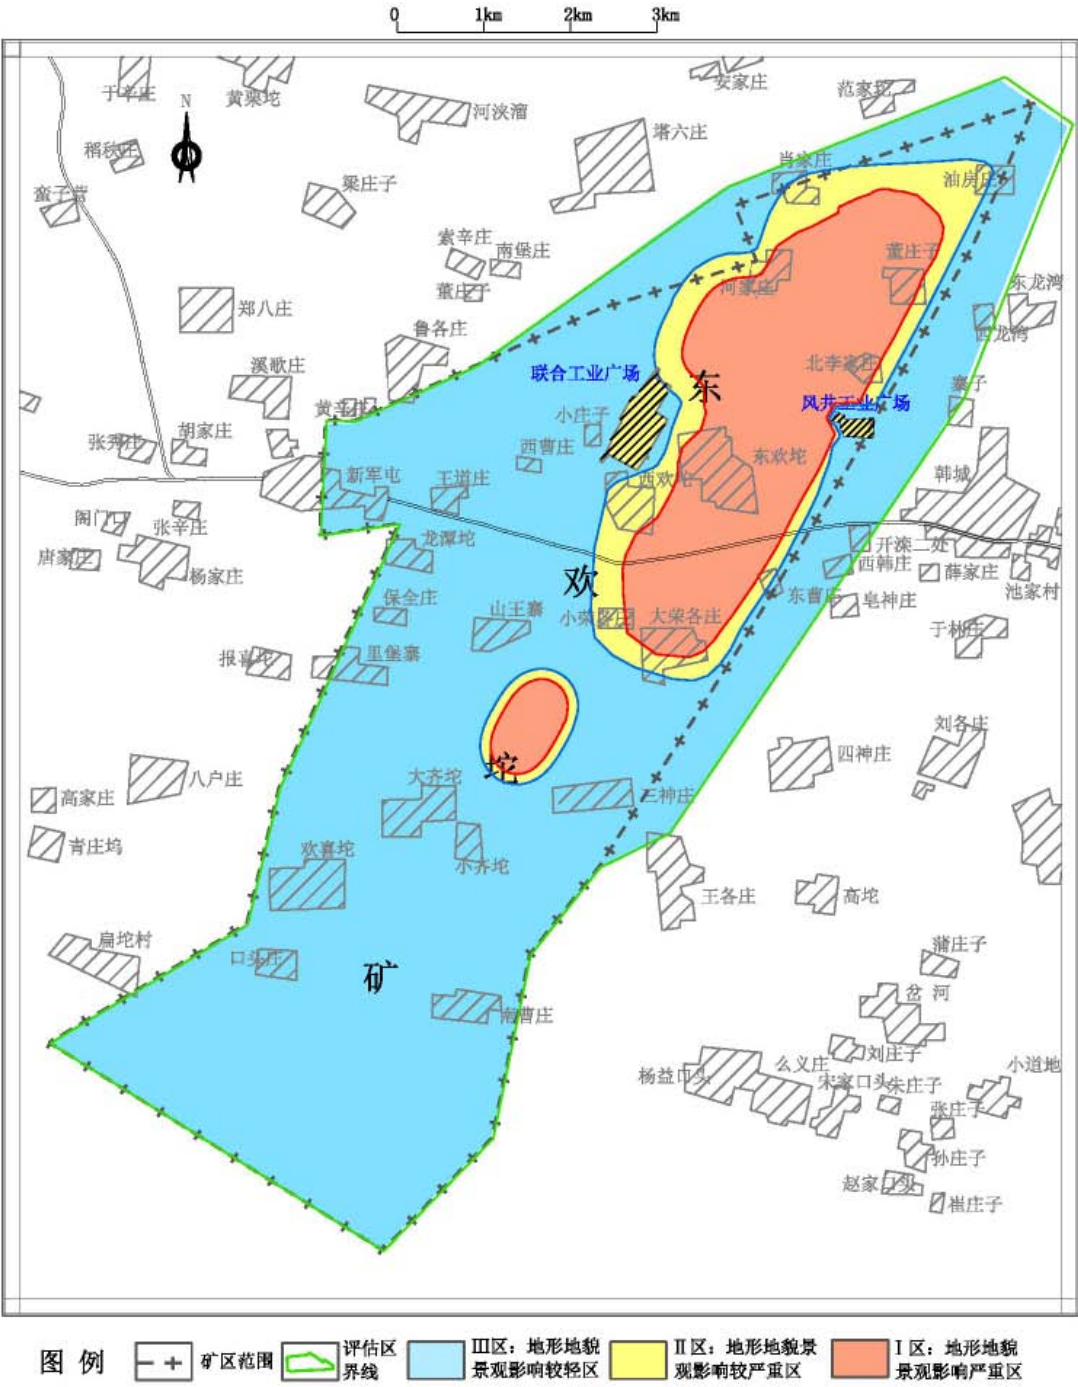 0 1km 2km 3km
于辛庄
黄栗坨
河浃溜
安家庄
范家坨
N
稻秧庄
塔六庄
肖家庄
蛮子营
梁庄子
油房庄
索辛庄
南堡庄
董庄子
董庄子
河家庄
东龙湾
西龙湾
郑八庄
鲁各庄
溪歌庄
联合工业广场
东
北李家庄
风井工业广场
寨子
黄辛庄
小庄子
张秀庄
胡家庄
西曹庄
东欢坨
新军屯
王道庄
西欢坨
韩城
阁门口
张辛庄
龙潭坨
开滦二处
唐家庄
杨家庄
西韩庄
薛家庄
池家村
欢
保全庄
山王寨
小荣各庄
大荣各庄
东曹庄
皂神庄
于林庄
报喜坨
里堡寨
刘各庄
四神庄
坨
八户庄
大齐坨
三神庄
高家庄
青庄坞
欢喜坨
小齐坨
王各庄
高坨
扁坨村
口头庄
矿
蒲庄子
岔 河
南曹庄
刘庄子
杨益口头
么义庄
宋家口头
朱庄子
小道地
张庄子
孙庄子
赵家口头
崔庄子
图 例
矿区范围
评估区
界线
III区：地形地貌
景观影响较轻区
II区：地形地貌景
观影响较严重区
I区：地形地貌
景观影响严重区